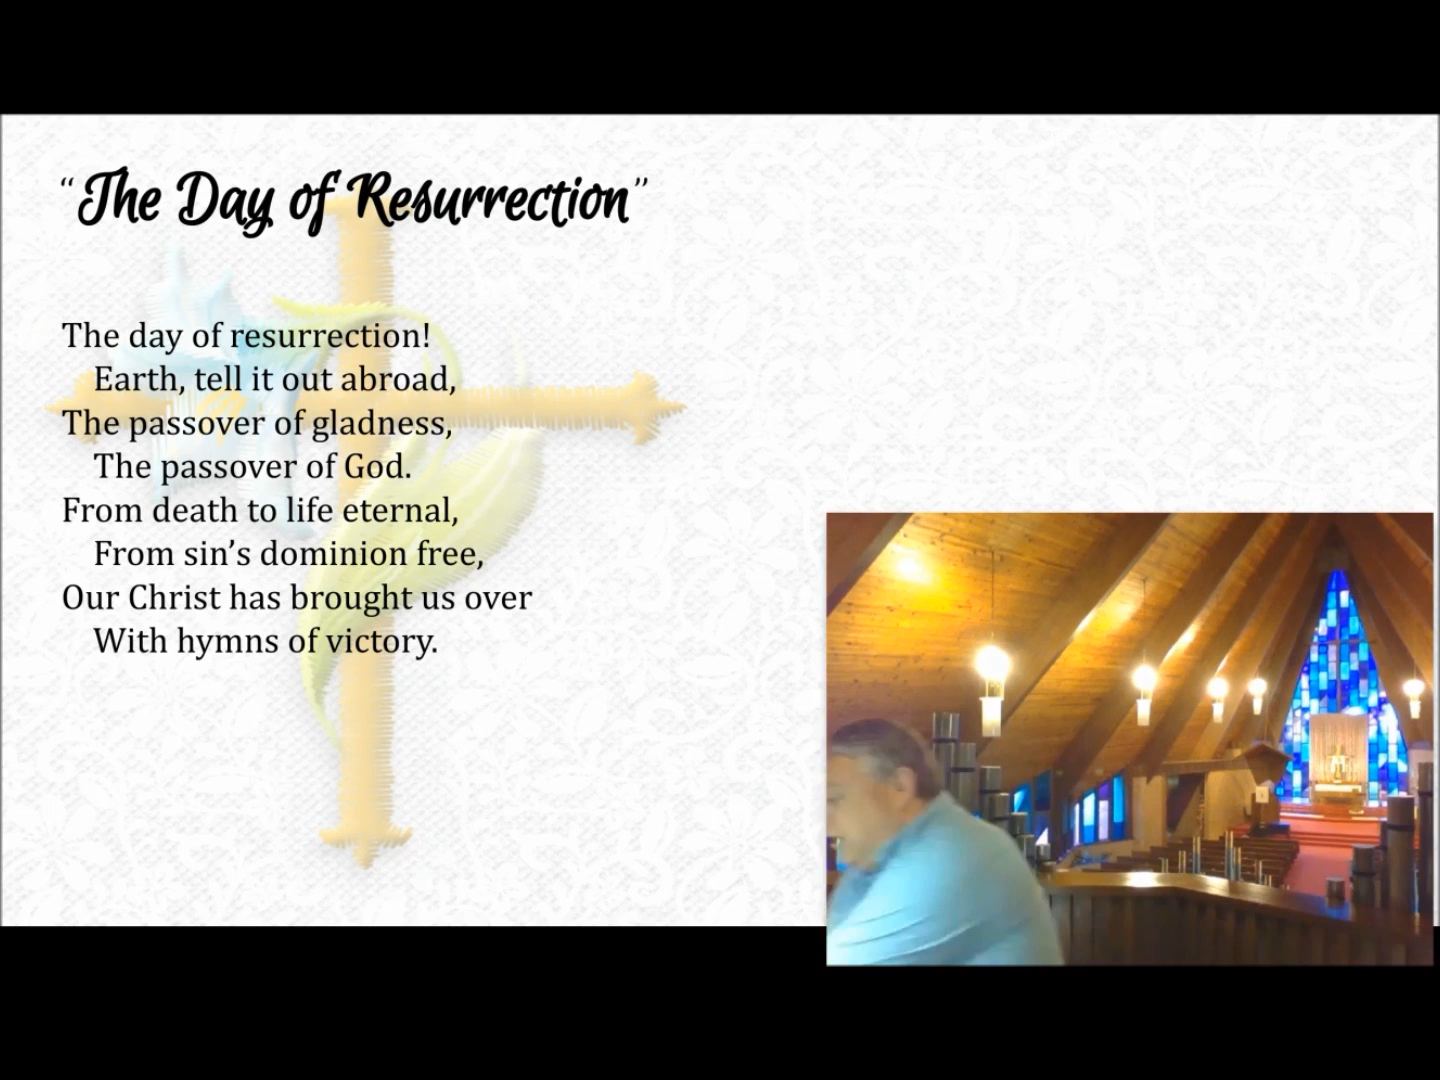 “The Day of Resurrection”
The day of resurrection!
Earth, tell it out abroad,
The passover of gladness,
The passover of God.
From death to life eternal,
From sin’s dominion free,
Our Christ has brought us over
With hymns of victory.